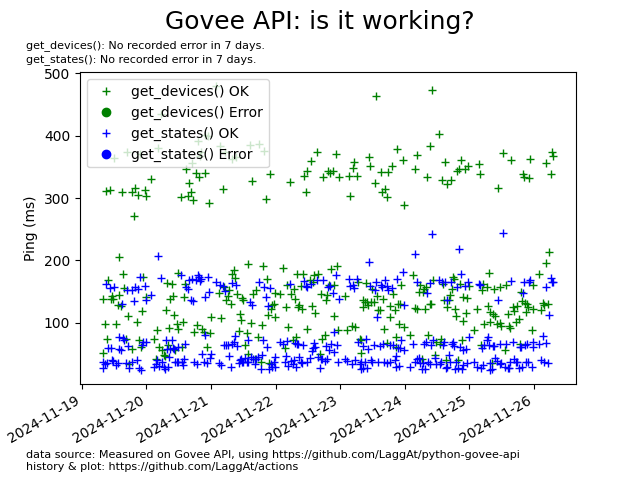 Govee API: is it working?
get_devices(): No recorded error in 7 days.
get_states(): No recorded error in 7 days.
500
400
300
200
100
Ping (ms)
get_devices() OK
get_devices() Error
get_states() OK
get_states() Error
2024-11-19
2024-11-20
2024-11-21
2024-11-22
2024-11-23
2024-11-24
2024-11-25
2024-11-26
data source: Measured on Govee API, using https://github.com/LaggAt/python-govee-api
history & plot: https://github.com/LaggAt/actions